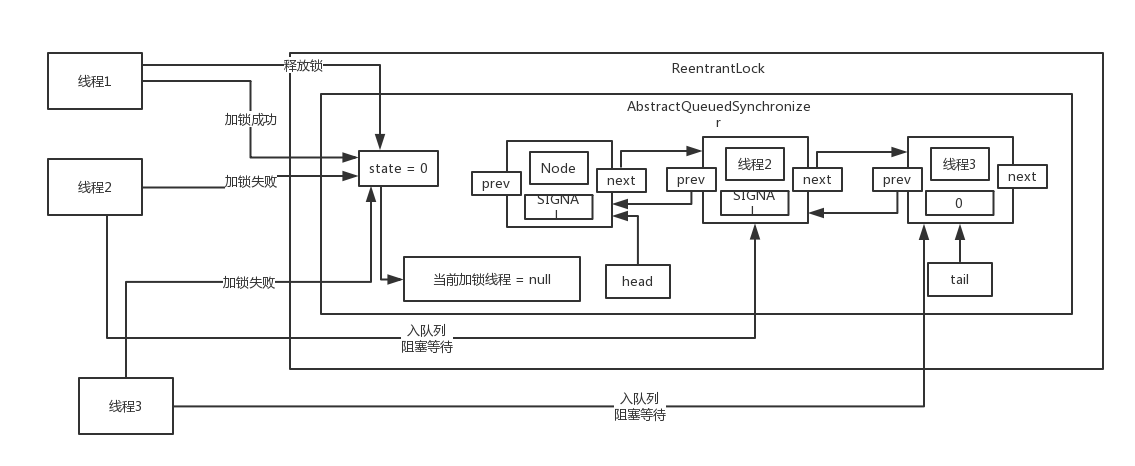 线程1
释放锁
加锁成功
线程2
加锁失败
加锁失败
线程3
ReentrantLock
AbstractQueuedSynchronize
r
state = 0
当前加锁线程 = null
prev
Node
SIGNA
l
next
head
prev
线程2
SIGNA
l
next
prev
线程3
0
next
tail
入队列
阻塞等待
入队列
阻塞等待